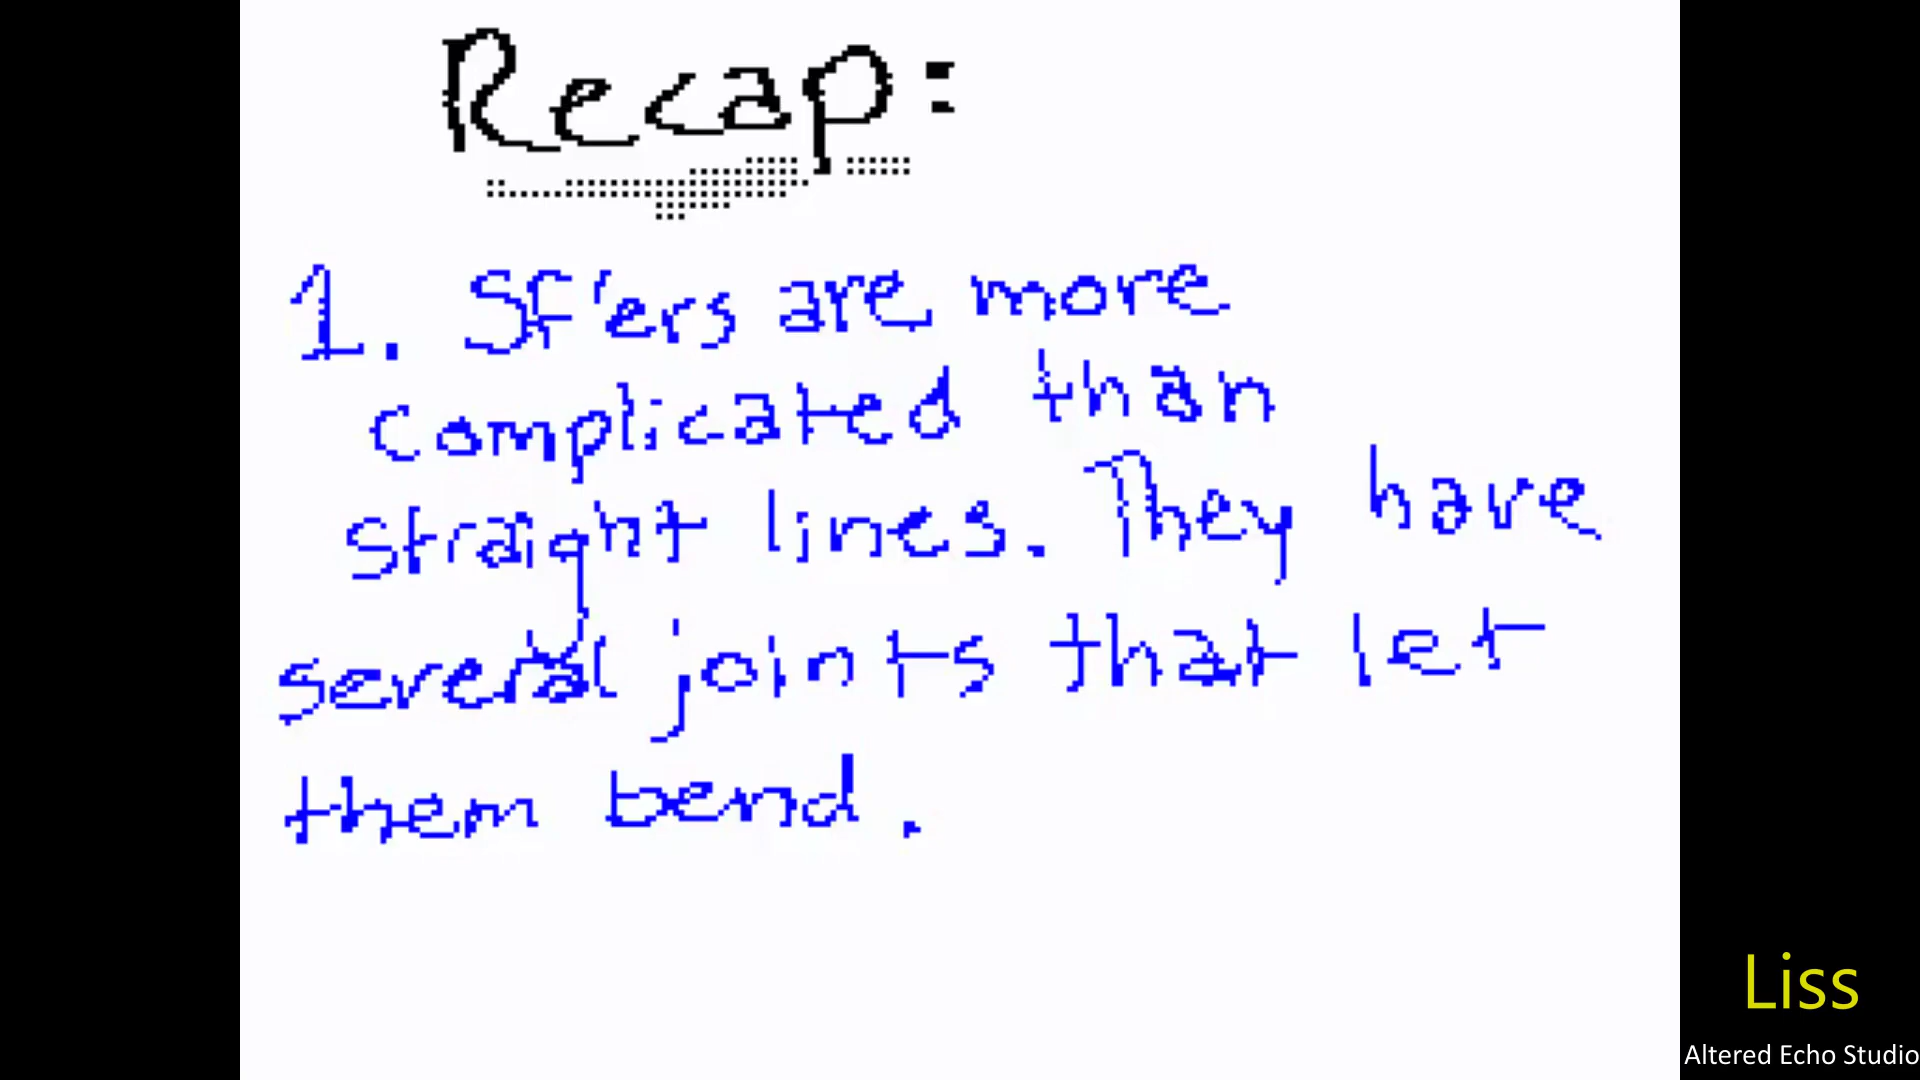 Recap:
1. SF'ers are more
complicated than
straight lines. They have
several joints that let
them bend.
Liss
Altered Echo Studio